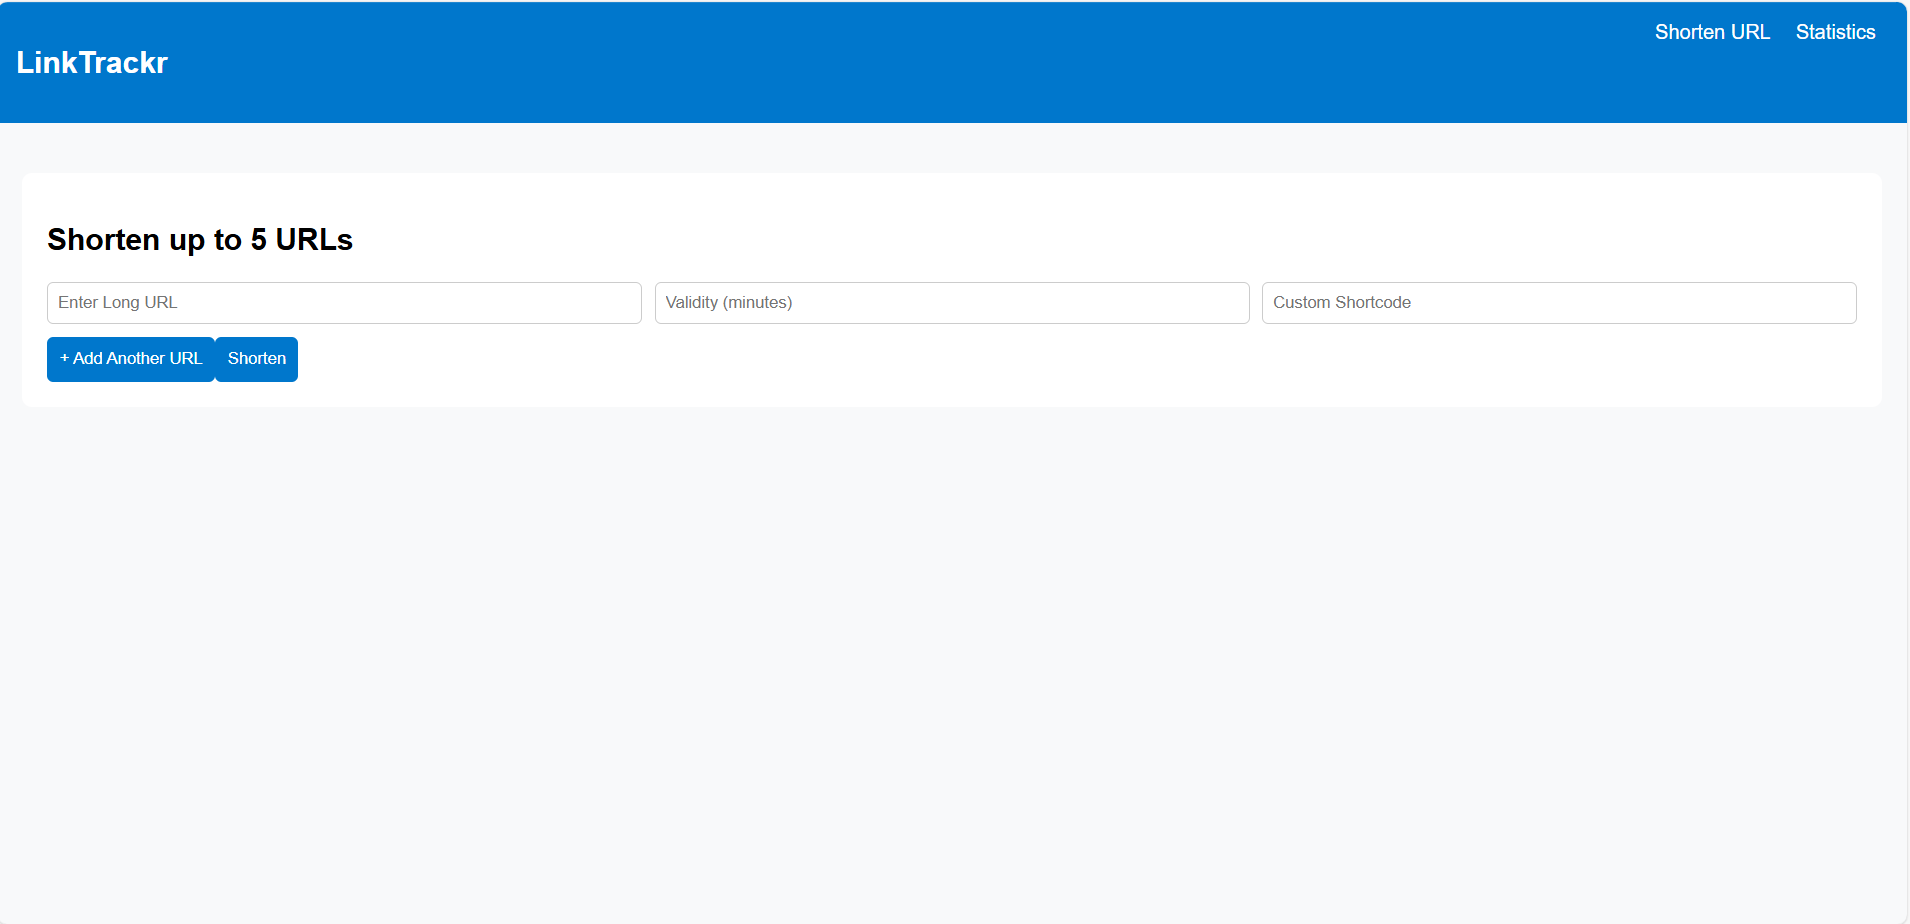 LinkTrackr
Shorten URL Statistics
Shorten up to 5 URLs
Enter Long URL Validity (minutes) Custom Shortcode
+ Add Another URL Shorten